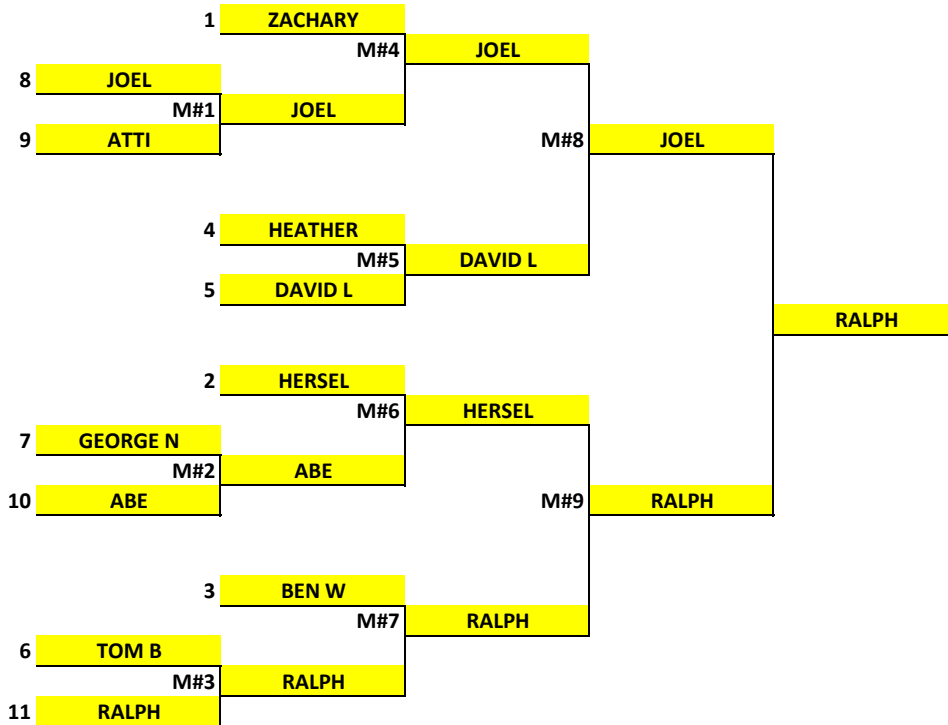 1 ZACHARY
M#4 JOEL
8 JOEL
M#1 JOEL
9 ATTI
M#8 JOEL
4 HEATHER
M#5 DAVID L
5 DAVID L
RALPH
2 HERSEL
M#6 HERSEL
7 GEORGE N
M#2 ABE
10 ABE
M#9 RALPH
3 BEN W
M#7 RALPH
6 TOM B
M#3 RALPH
11 RALPH